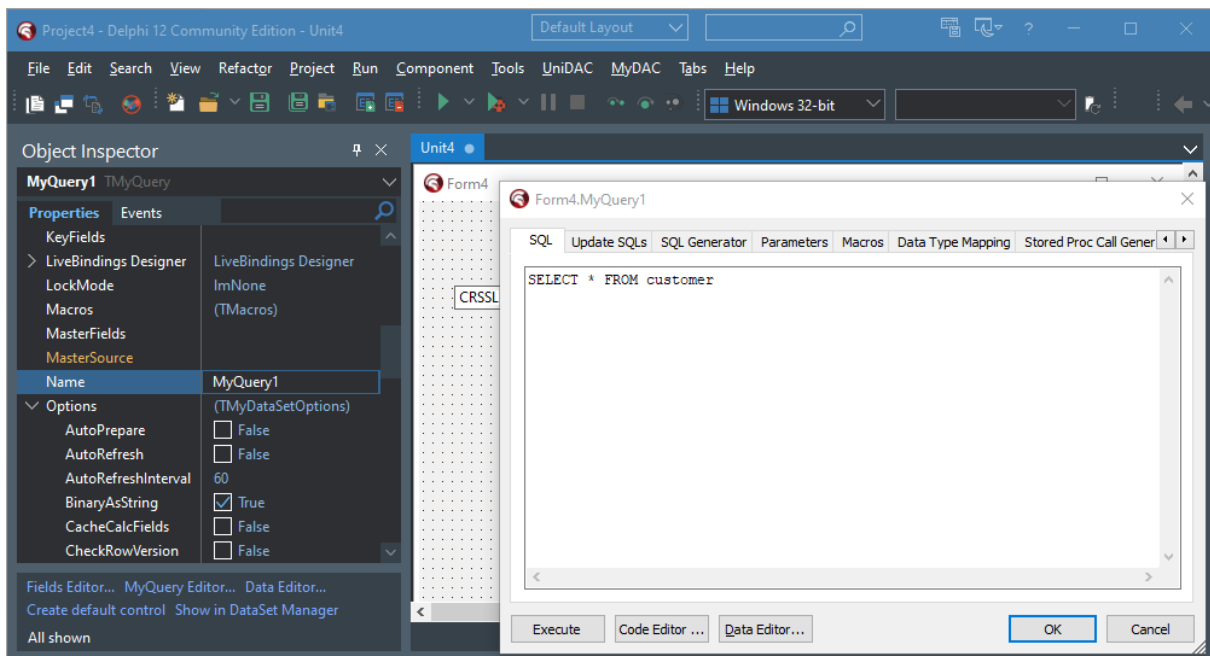 Project4 - Delphi 12 Community Edition - Unit4
Default Layout
?
File Edit Search View Refactor Project Run Component Tools UniDAC MyDAC Tabs Help
Windows 32-bit
Object Inspector
MyQuery1 TMyQuery
Properties Events
KeyFields
LiveBindings Designer LiveBindings Designer
LockMode lmNone
Macros (TMacros)
MasterFields
MasterSource
Name MyQuery1
Options (TMyDataSetOptions)
AutoPrepare False
AutoRefresh False
AutoRefreshInterval 60
BinaryAsString True
CacheCalcFields False
CheckRowVersion False
Fields Editor... MyQuery Editor... Data Editor...
Create default control Show in DataSet Manager
All shown
Unit4
Form4
CRSSL
Form4.MyQuery1
SQL Update SQLs SQL Generator Parameters Macros Data Type Mapping Stored Proc Call Gener
SELECT * FROM customer
Execute Code Editor ... Data Editor... OK Cancel